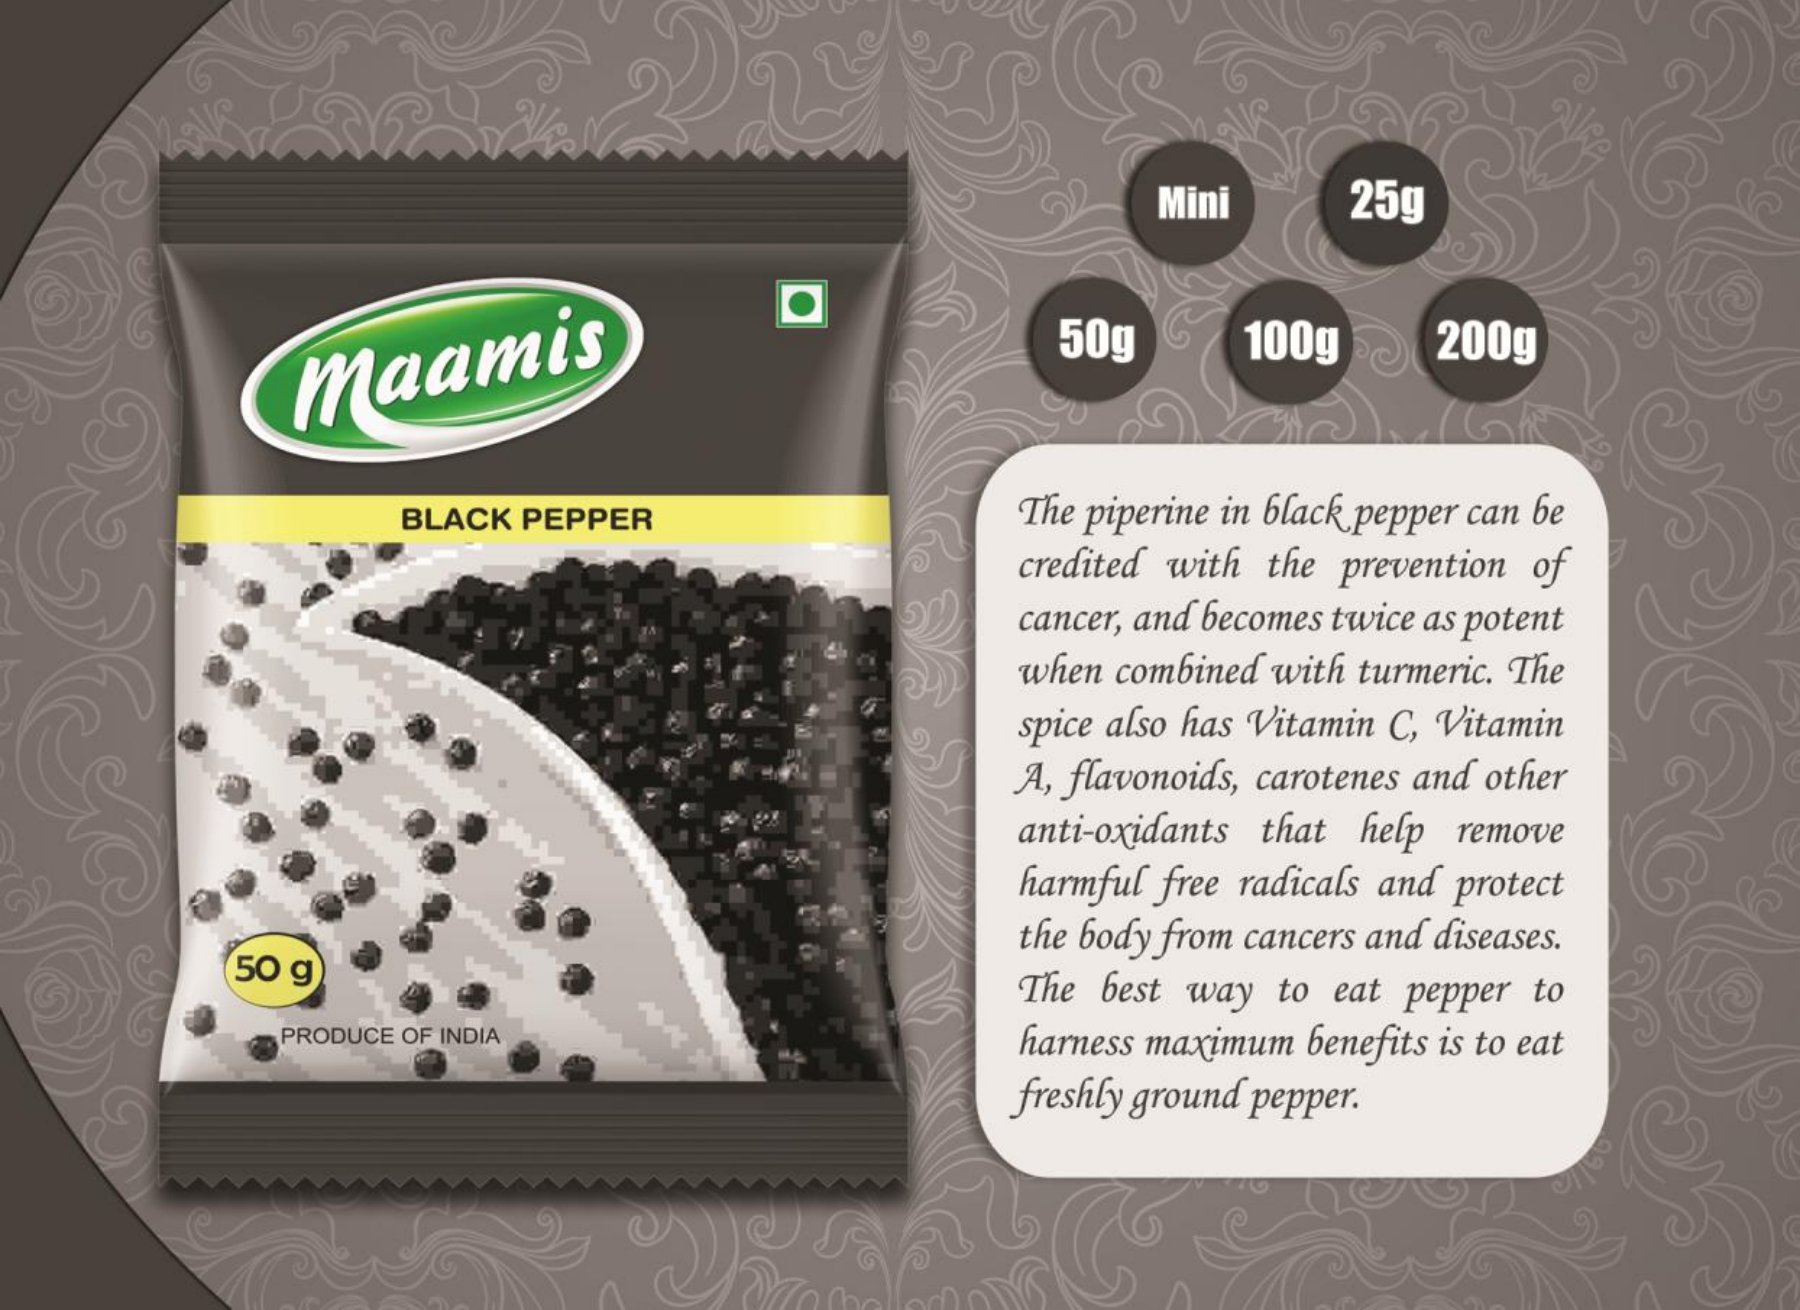 Maamis
BLACK PEPPER
50 g
PRODUCE OF INDIA
Mini
25g
50g
100g
200g
The piperine in black pepper can be
credited with the prevention of
cancer, and becomes twice as potent
when combined with turmeric. The
spice also has Vitamin C, Vitamin
A, flavonoids, carotenes and other
anti-oxidants that help remove
harmful free radicals and protect
the body from cancers and diseases.
The best way to eat pepper to
harness maximum benefits is to eat
freshly ground pepper.